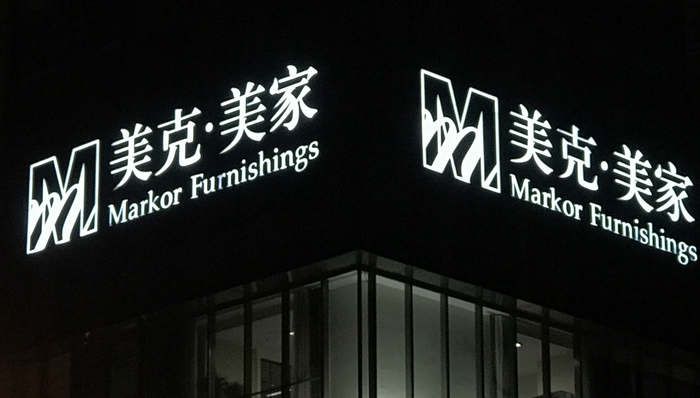 美克·美家
Markor Furnishings
美克·美家
Markor Furnishings